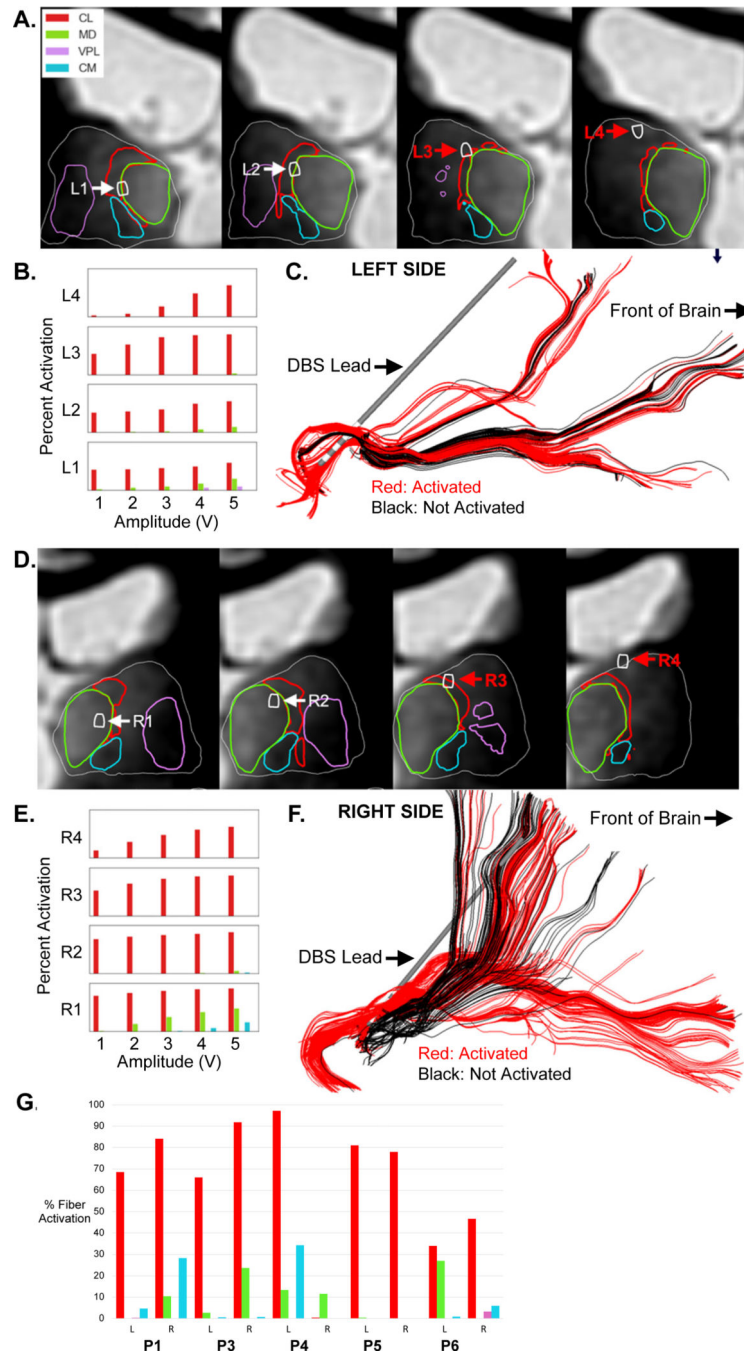 A.
CL
MD
VPL
CM
L1
L2
L3
L4
B.
L4
L3
L2
L1
Percent Activation
1 2 3 4 5
Amplitude (V)
C.
LEFT SIDE
Front of Brain
DBS Lead
Red: Activated
Black: Not Activated
D.
R1
R2
R3
R4
E.
R4
R3
R2
R1
Percent Activation
1 2 3 4 5
Amplitude (V)
F.
RIGHT SIDE
Front of Brain
DBS Lead
Red: Activated
Black: Not Activated
G.
100
90
80
70
60
50
40
30
20
10
0
% Fiber
Activation
L R L R L R L R L R
P1 P3 P4 P5 P6